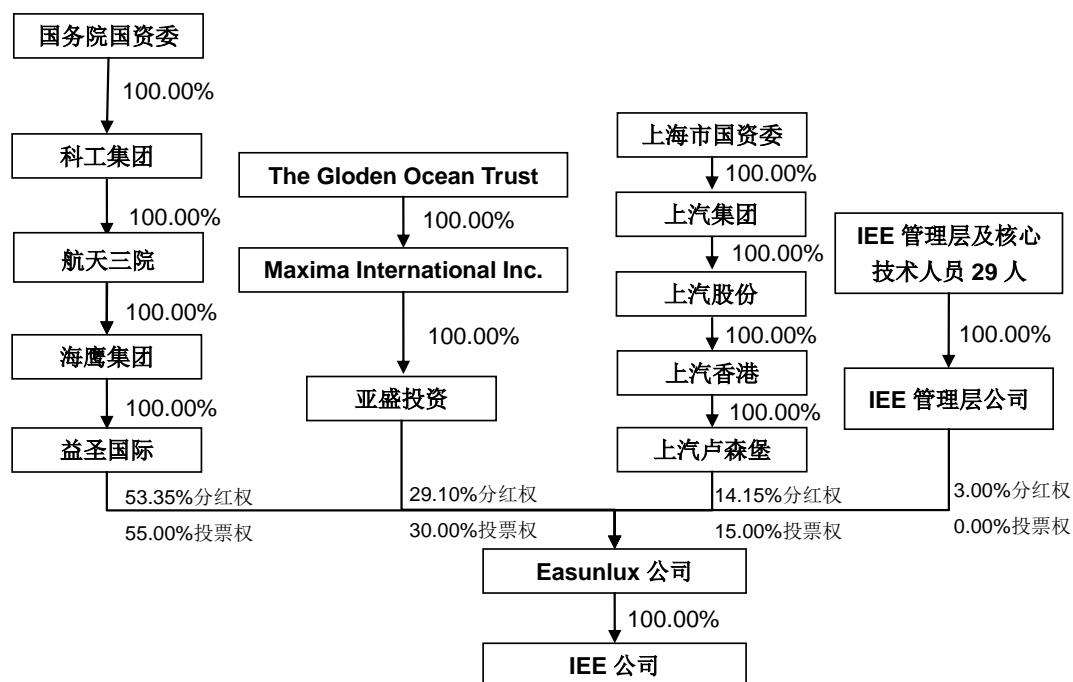 国务院国资委
100.00%
科工集团
100.00%
航天三院
100.00%
海鹰集团
100.00%
益圣国际
53.35%分红权
55.00%投票权
The Gloden Ocean Trust
100.00%
Maxima International Inc.
100.00%
亚盛投资
29.10%分红权
30.00%投票权
上海市国资委
100.00%
上汽集团
100.00%
上汽股份
100.00%
上汽香港
100.00%
上汽卢森堡
14.15%分红权
15.00%投票权
IEE 管理层及核心
技术人员 29 人
100.00%
IEE 管理层公司
3.00%分红权
0.00%投票权
Easunlux 公司
100.00%
IEE 公司